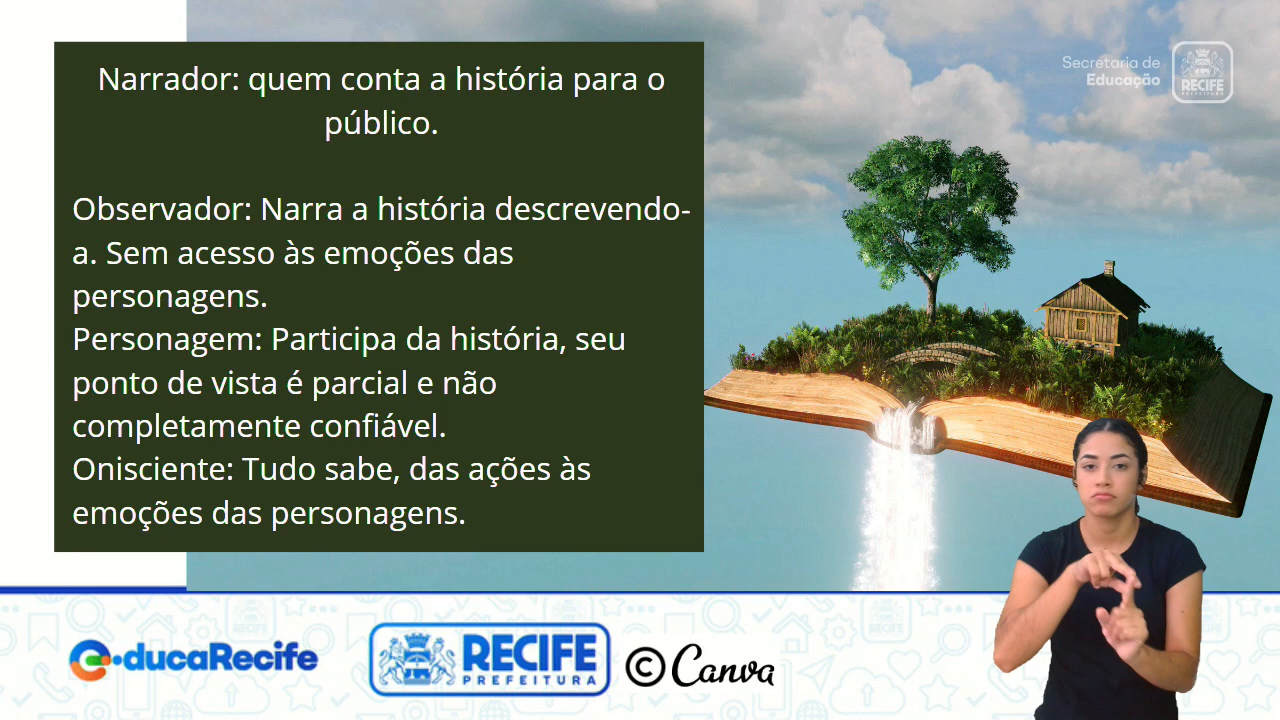 Narrador: quem conta a história para o
público.
Observador: Narra a história descrevendo-
a. Sem acesso às emoções das
personagens.
Personagem: Participa da história, seu
ponto de vista é parcial e não
completamente confiável.
Onisciente: Tudo sabe, das ações às
emoções das personagens.
Secretaria de
Educação
RECIFE
PREFEITURA
ducaRecife
RECIFE
PREFEITURA
© Canva